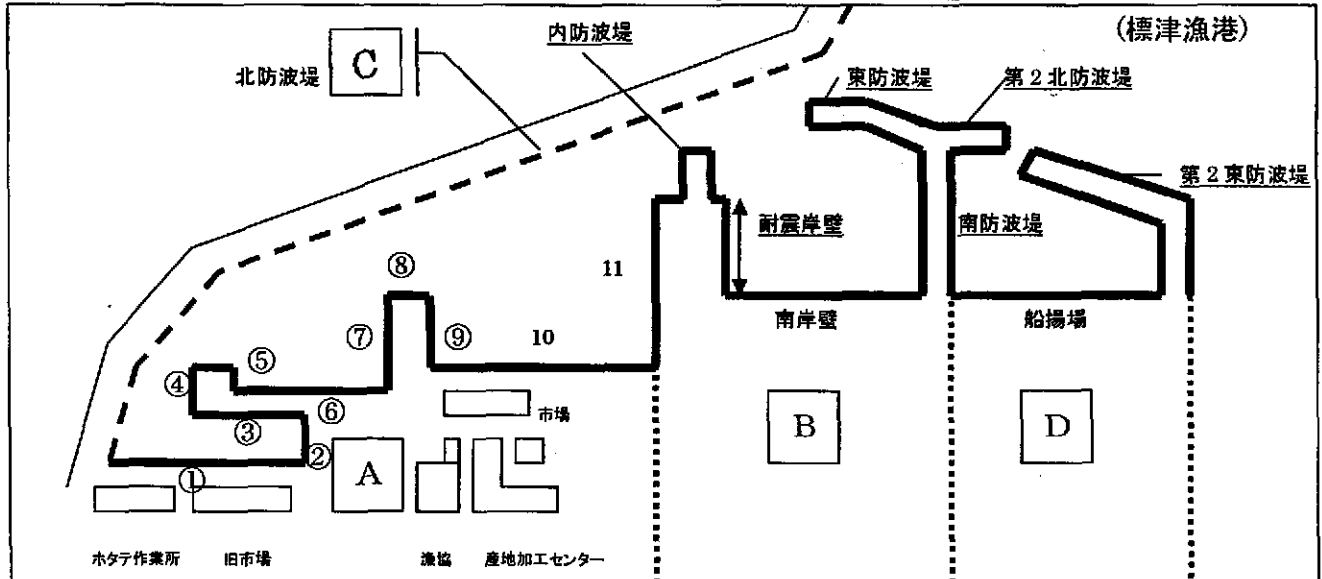 (標津漁港)
内防波堤
C
北防波堤
東防波堤
第2北防波堤
第2東防波堤
耐震岸壁
南防波堤
⑧
11
南岸壁
船揚場
⑦
⑨
10
⑤
④
⑥
市場
③
B
D
②
A
①
ホタテ作業所
旧市場
漁協
産地加工センター